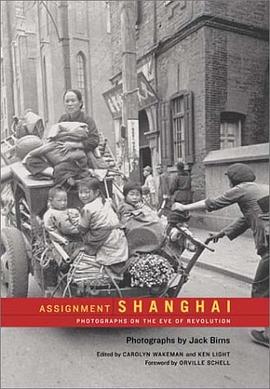 ASSIGNMENT SHANGHAI
PHOTOGRAPHS ON THE EVE OF REVOLUTION
Photographs by Jack Birns
Edited by CAROLYN WAKEMAN and KEN LIGHT
Foreword by ORVILLE SCHELL